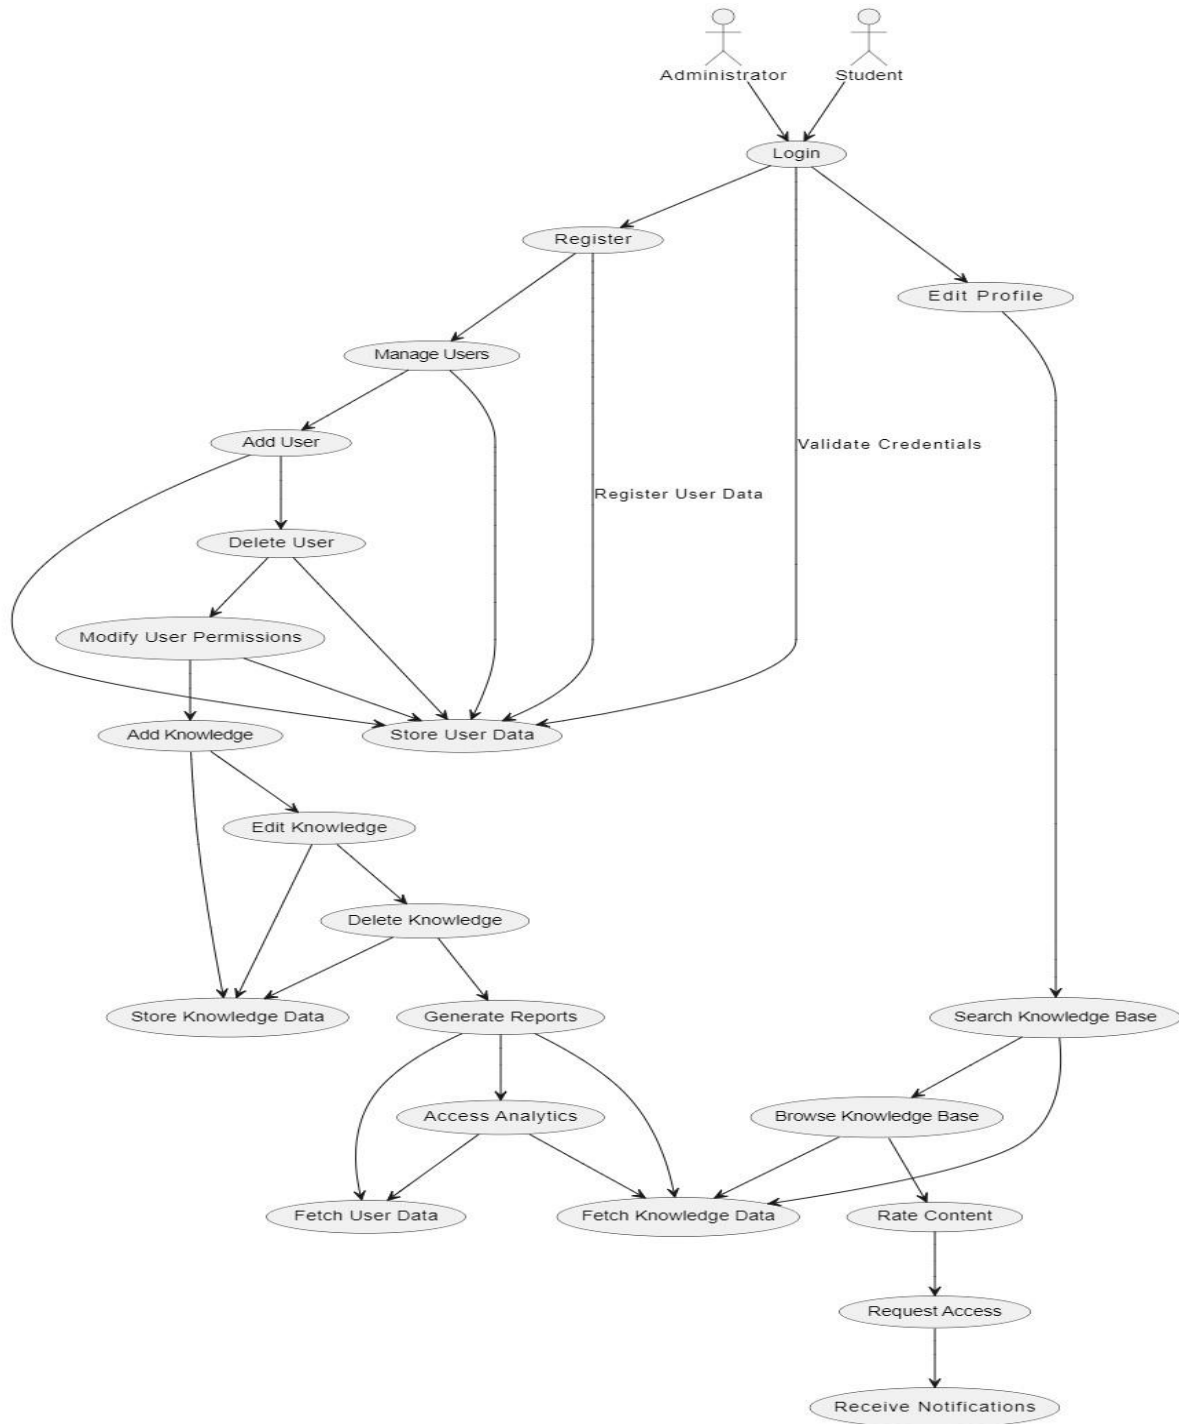 Administrator
Student
Login
Register
Edit Profile
Manage Users
Add User
Validate Credentials
Register User Data
Delete User
Modify User Permissions
Add Knowledge
Store User Data
Edit Knowledge
Delete Knowledge
Store Knowledge Data
Generate Reports
Search Knowledge Base
Access Analytics
Browse Knowledge Base
Fetch User Data
Fetch Knowledge Data
Rate Content
Request Access
Receive Notifications